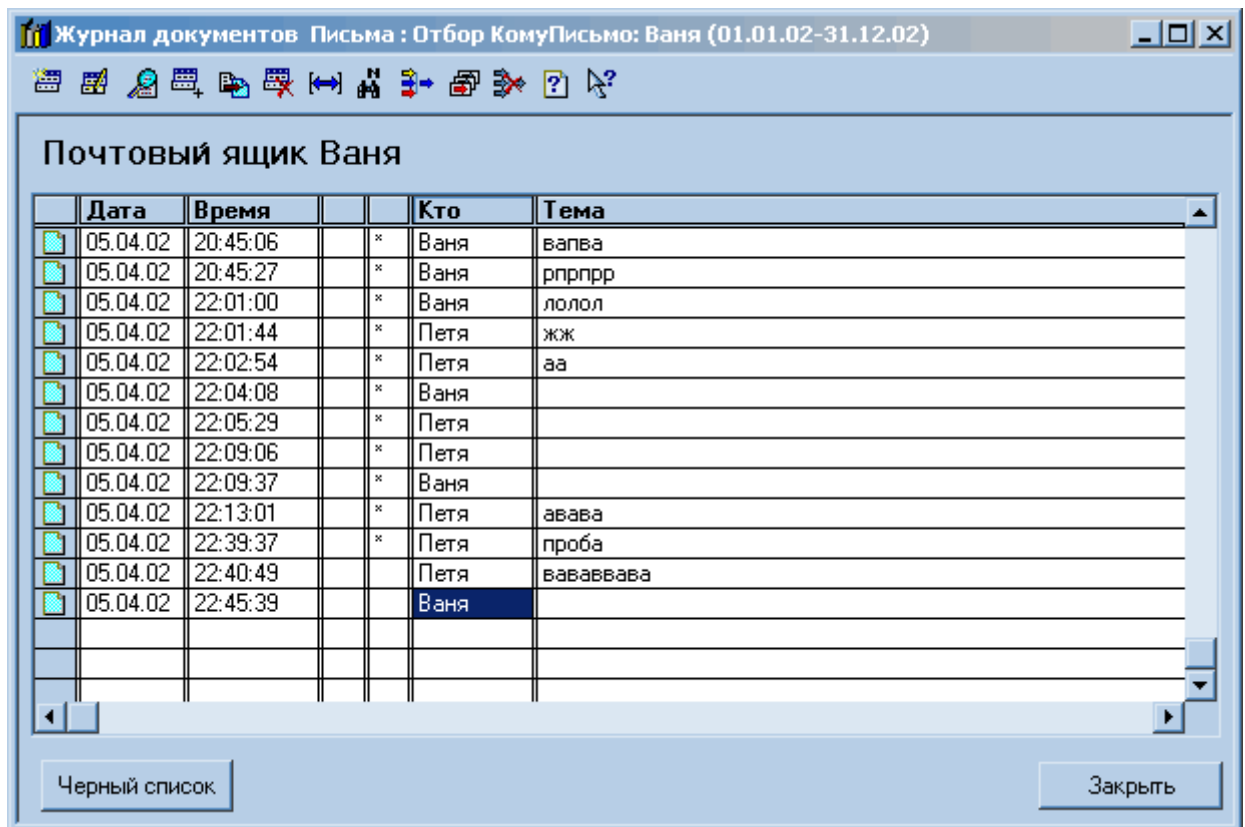 Журнал документов Письма : Отбор КомуПисьмо: Ваня (01.01.02-31.12.02)
Почтовый ящик Ваня
Дата Время Кто Тема
05.04.02 20:45:06 * Ваня вапва
05.04.02 20:45:27 * Ваня рпрпрр
05.04.02 22:01:00 * Ваня лолол
05.04.02 22:01:44 * Петя жж
05.04.02 22:02:54 * Петя аа
05.04.02 22:04:08 * Ваня
05.04.02 22:05:29 * Петя
05.04.02 22:09:06 * Петя
05.04.02 22:09:37 * Ваня
05.04.02 22:13:01 * Петя авава
05.04.02 22:39:37 * Петя проба
05.04.02 22:40:49 Петя вававвава
05.04.02 22:45:39 Ваня
Черный список Закрыть